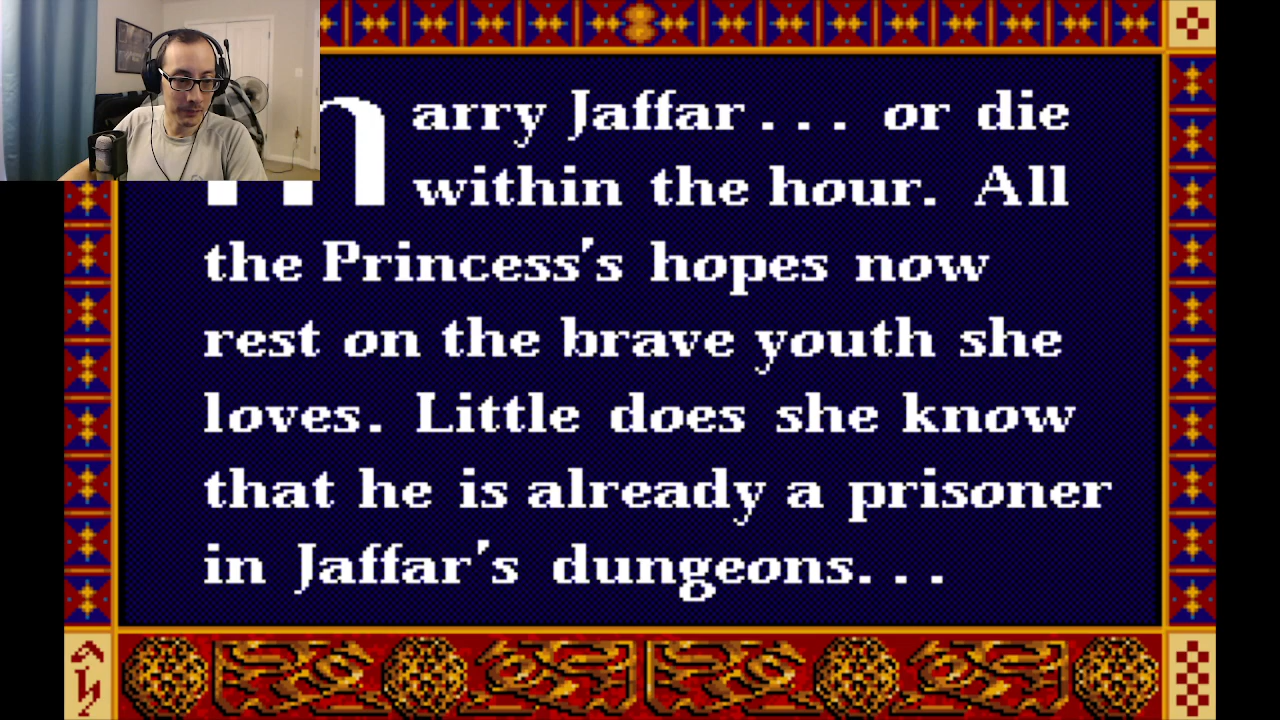 marry Jaffar . . . or die
within the hour. All
the Princess's hopes now
rest on the brave youth she
loves. Little does she know
that he is already a prisoner
in Jaffar's dungeons. . .